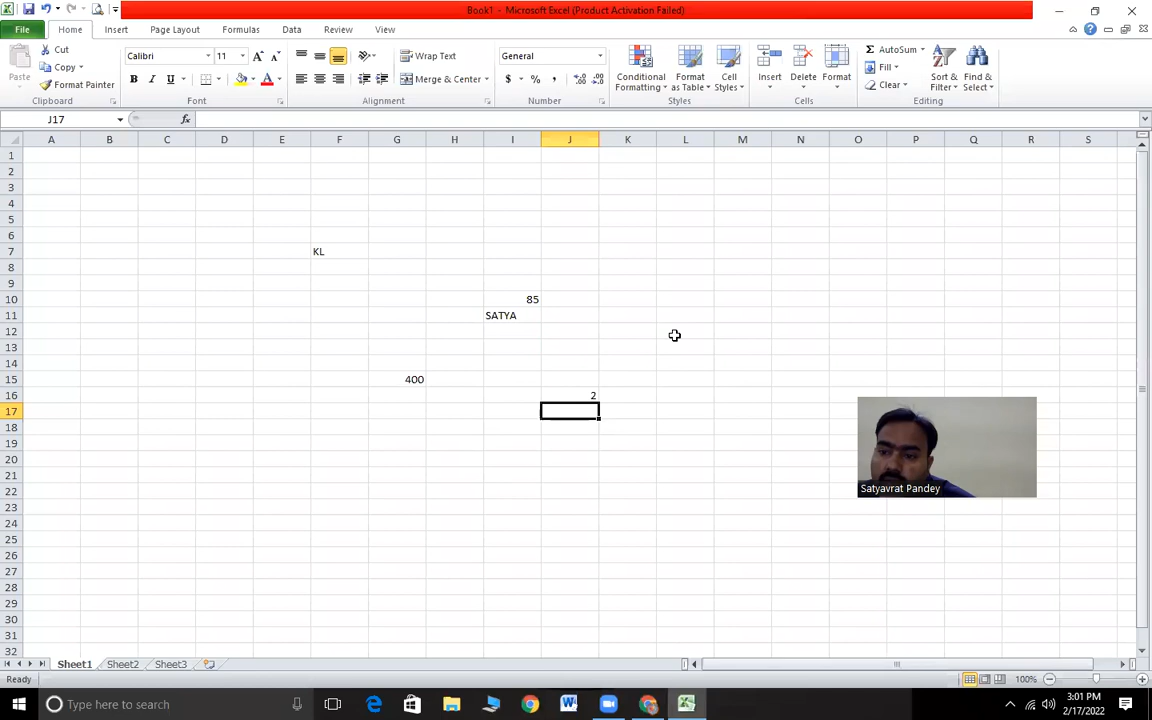 Book1 - Microsoft Excel (Product Activation Failed)
File Home Insert Page Layout Formulas Data Review View
Cut
Copy
Format Painter
Paste
Clipboard
Calibri 11
B I U A
Font
Wrap Text
Merge & Center
Alignment
General
$ % ,
Number
Conditional Formatting
Format as Table
Cell Styles
Styles
Insert Delete Format
Cells
AutoSum
Fill
Clear
Sort & Filter
Find & Select
Editing
J17 fx
A B C D E F G H I J K L M N O P Q R S
1
2
3
4
5
6
7 KL
8
9
10 85
11 SATYA
12
13
14
15 400
16 2
17
18
19
20
21
22
23
24
25
26
27
28
29
30
31
32
Satyavrat Pandey
Sheet1 Sheet2 Sheet3
Ready 100%
Type here to search
3:01 PM
2/17/2022